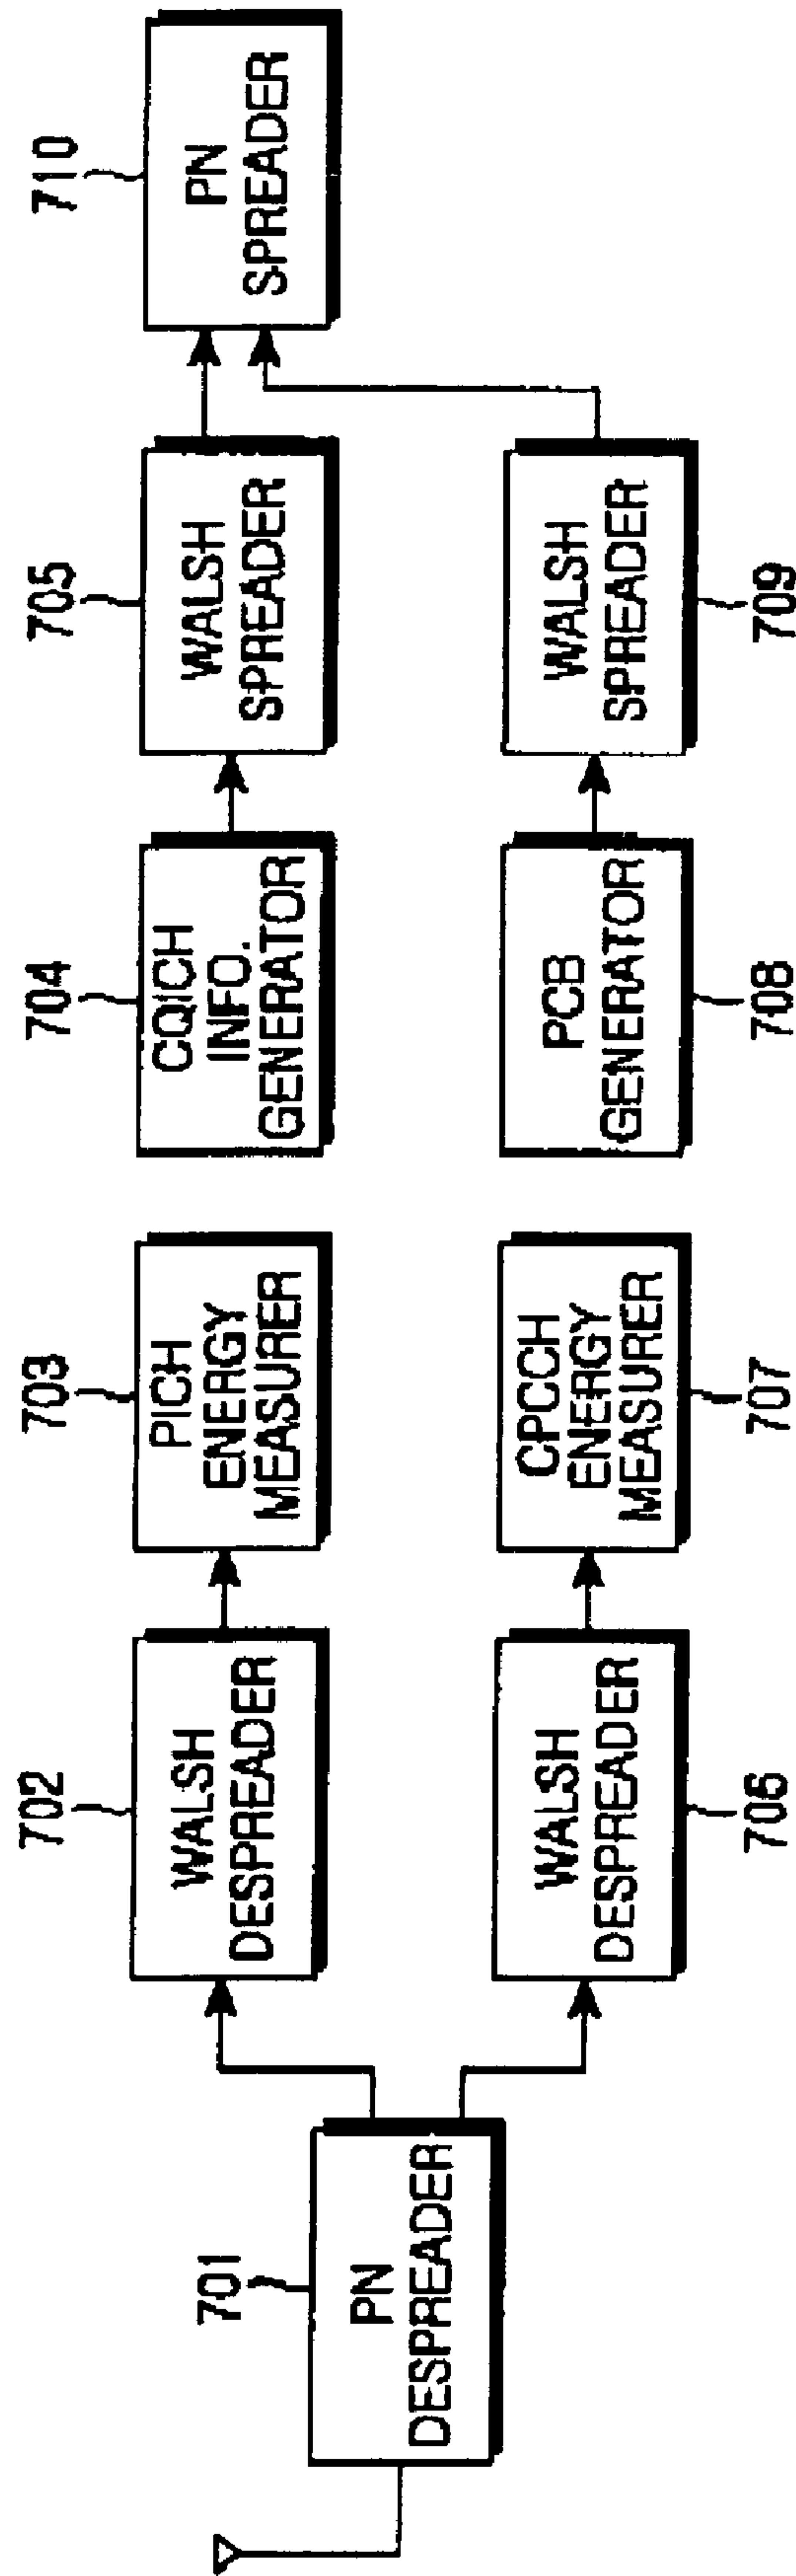 701
PN
DESPREADER
702
WALSH
DESPREADER
703
PICH
ENERGY
MEASURER
704
CQICH
INFO.
GENERATOR
705
WALSH
SPREADER
710
PN
SPREADER
WALSH
DESPREADER
706
CPCCH
ENERGY
MEASURER
707
PCB
GENERATOR
708
WALSH
SPREADER
709